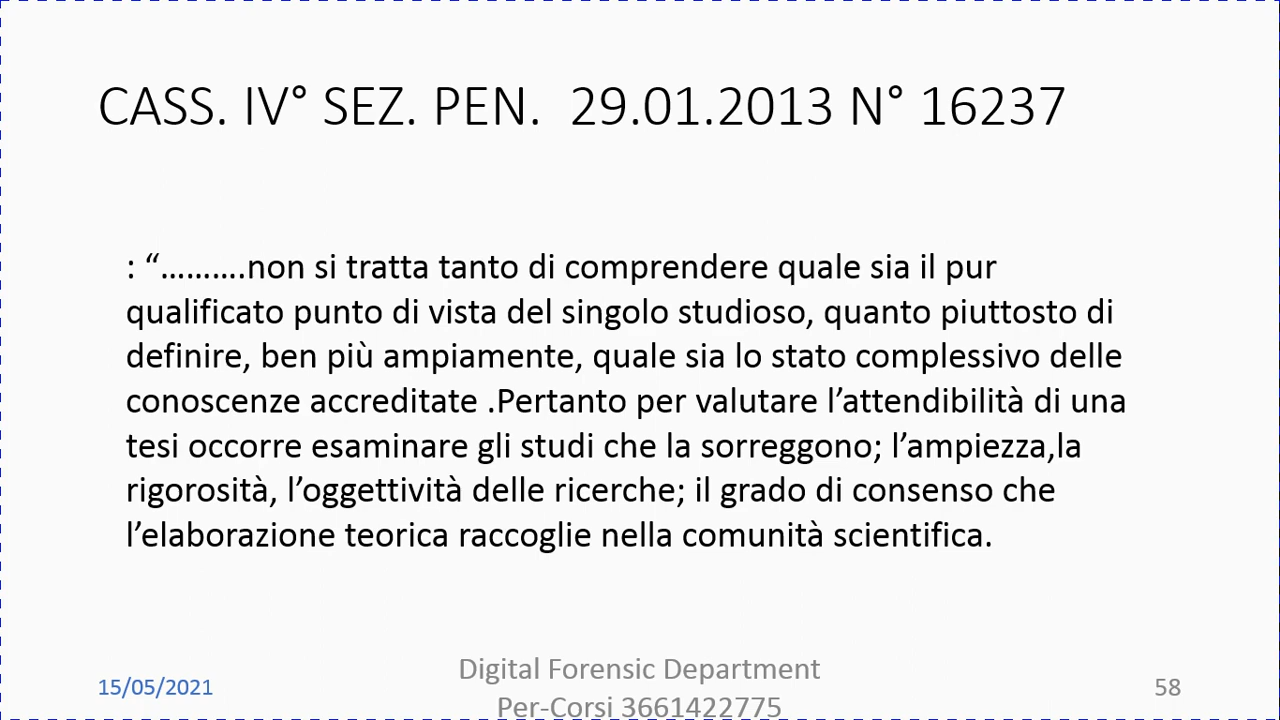 CASS. IV° SEZ. PEN.  29.01.2013 N° 16237
: “……….non si tratta tanto di comprendere quale sia il pur
qualificato punto di vista del singolo studioso, quanto piuttosto di
definire, ben più ampiamente, quale sia lo stato complessivo delle
conoscenze accreditate .Pertanto per valutare l’attendibilità di una
tesi occorre esaminare gli studi che la sorreggono; l’ampiezza,la
rigorosità, l’oggettività delle ricerche; il grado di consenso che
l’elaborazione teorica raccoglie nella comunità scientifica.
15/05/2021
Digital Forensic Department
Per-Corsi 3661422775
58